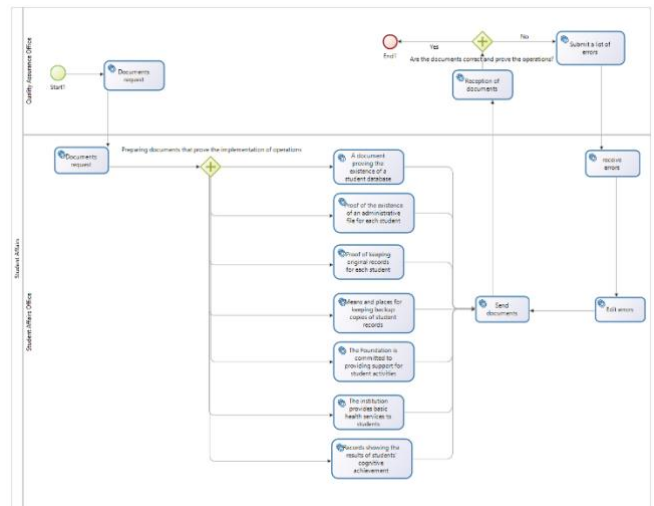 Quality Assurance Office
Start1
Documents
request
End1
Yes
No
Are the documents correct and prove the operations?
Submit a list of
errors
Reception of
documents
Student Affairs
Student Affairs Office
Documents
request
Preparing documents that prove the implementation of operations
A document
proving the
existence of a
student database
Proof of the existence
of an administrative
file for each student
Proof of keeping
original records
for each student
Means and places for
keeping backup
copies of student
records
The Foundation is
committed to
providing support for
student activities
The institution
provides basic
health services to
students
Records showing the
results of students'
cognitive
achievement
Send
documents
receive
errors
Edit errors